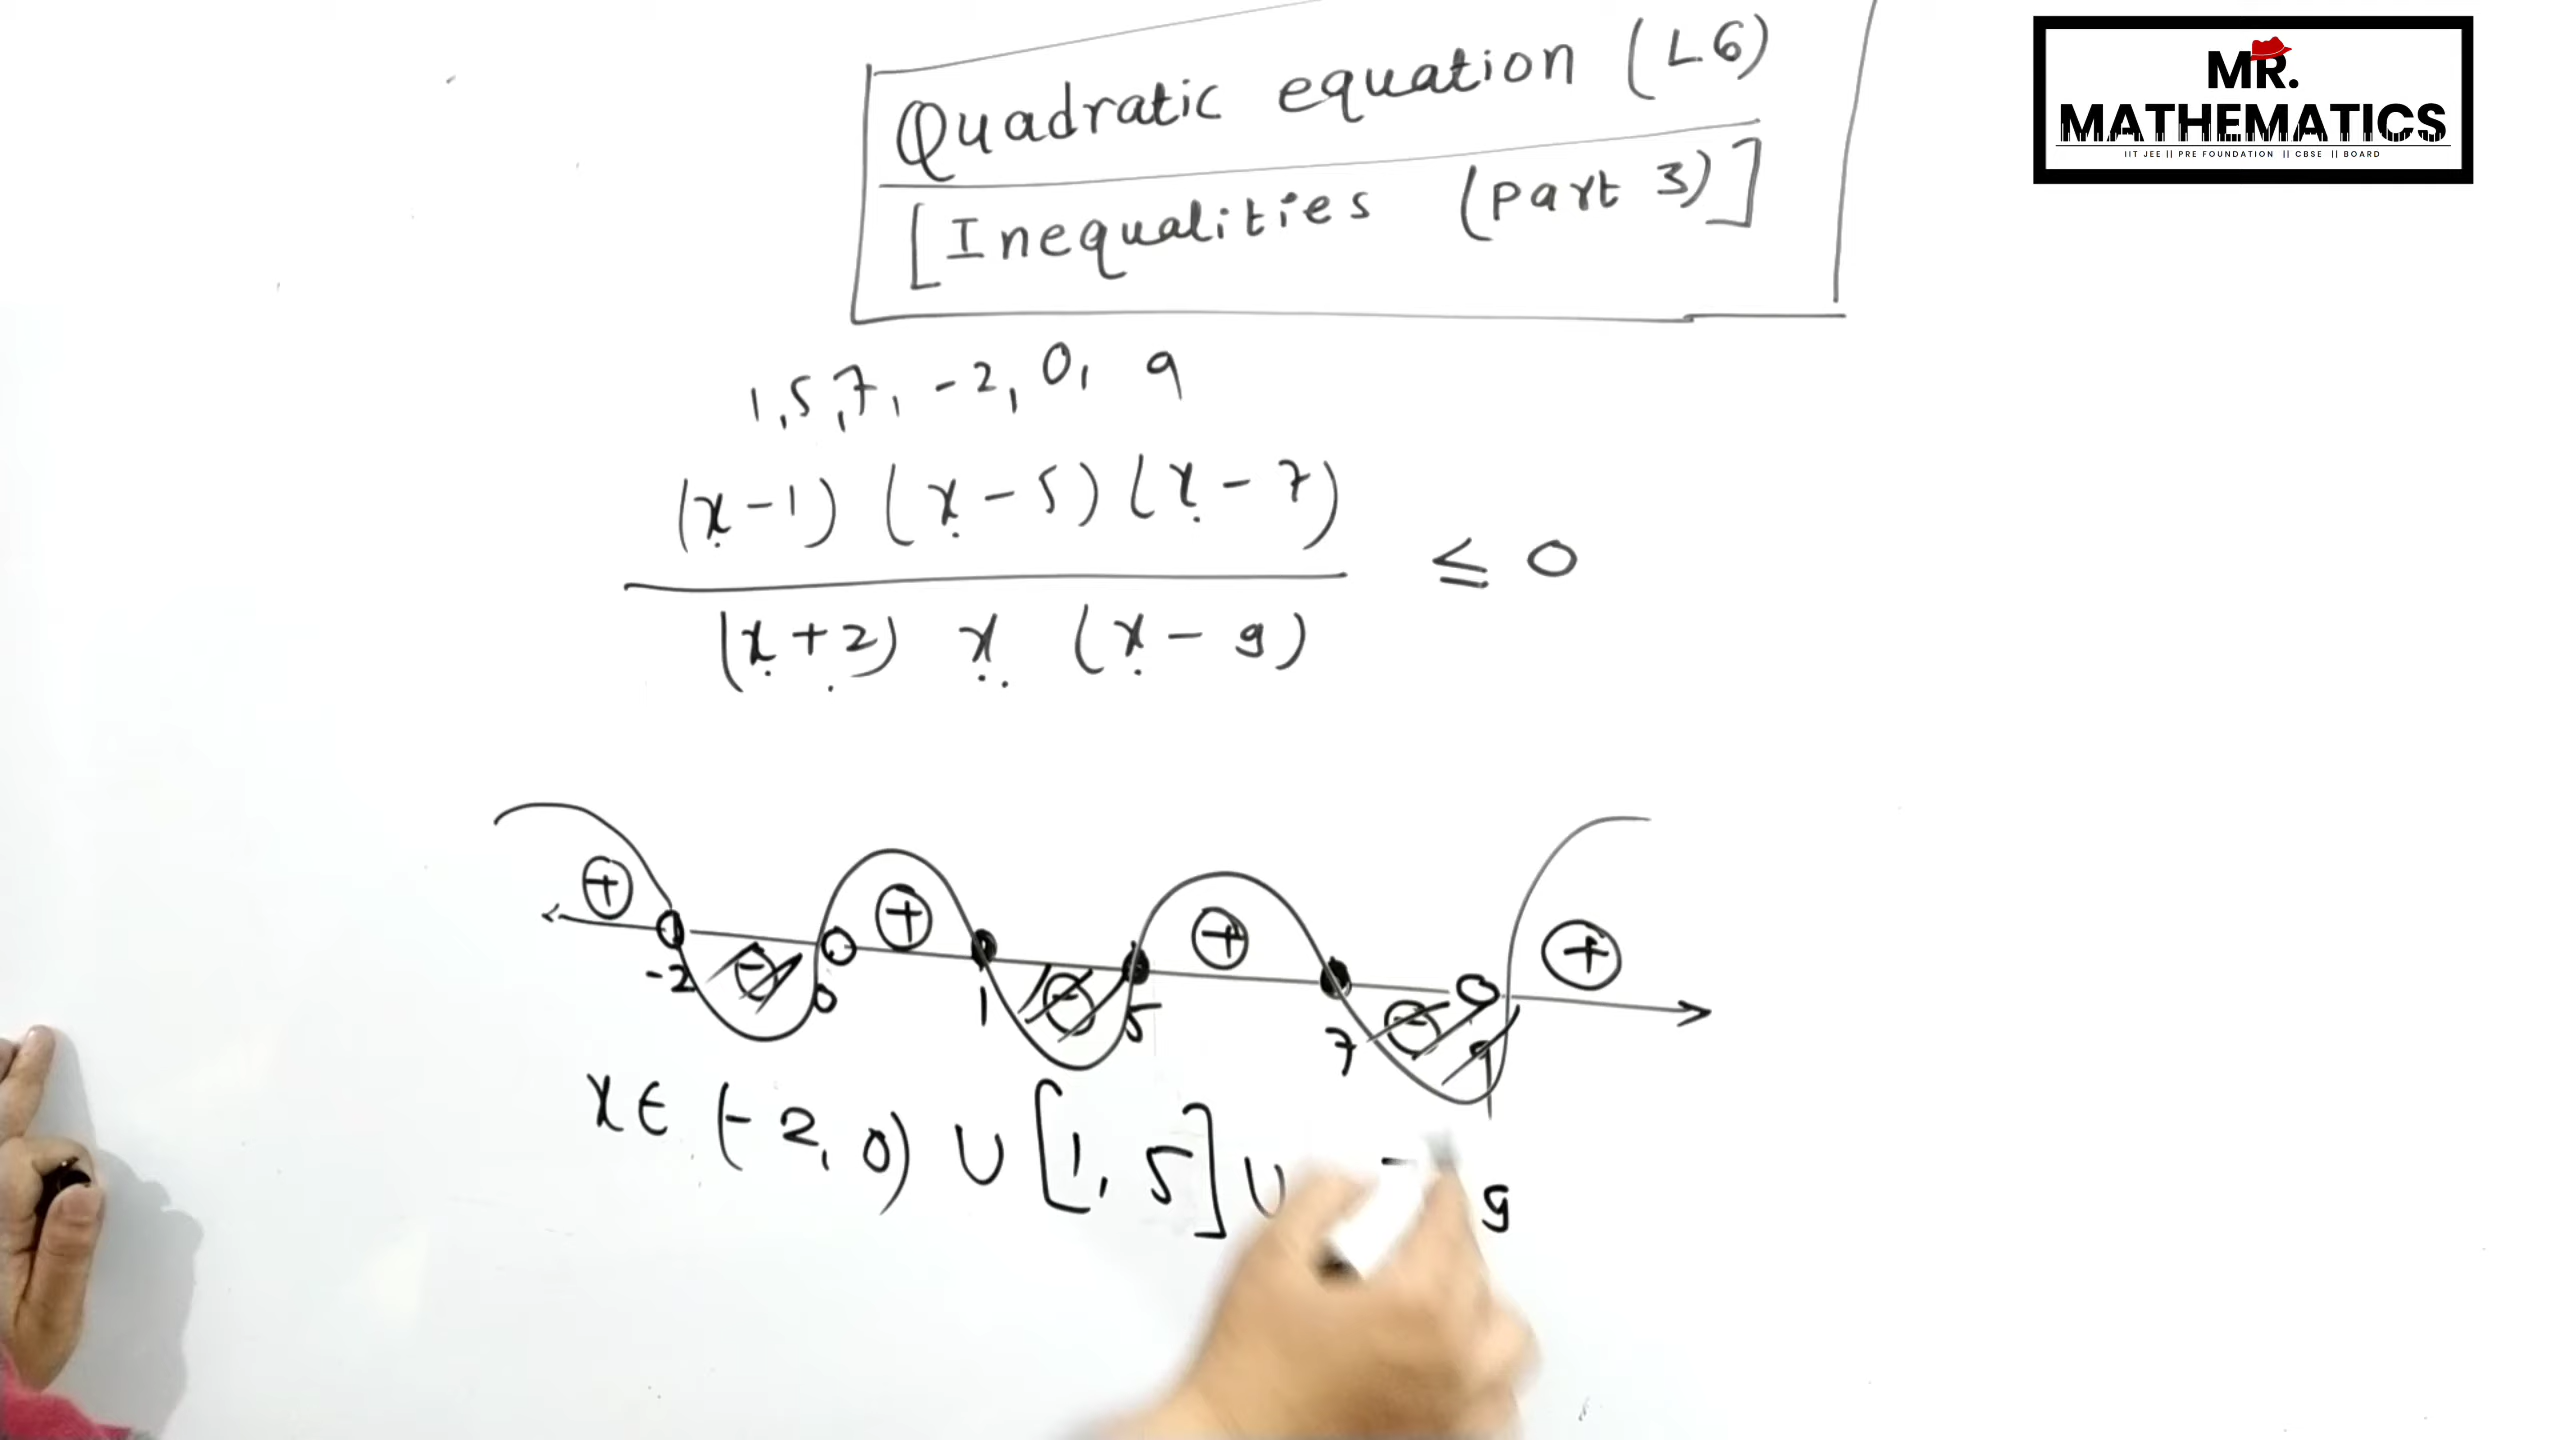 Quadratic equation (L6)
[Inequalities (part 3)]
MR.
MATHEMATICS
IIT JEE || PRE FOUNDATION || CBSE || BOARD
1,5,7, -2, 0, 9
(x-1) (x-5) (x-7)
≤ 0
(x+2) x (x-9)
+ + + +
- - -
-2 0 1 5 7 9
x ∈ (-2, 0) ∪ [1, 5] ∪ 9